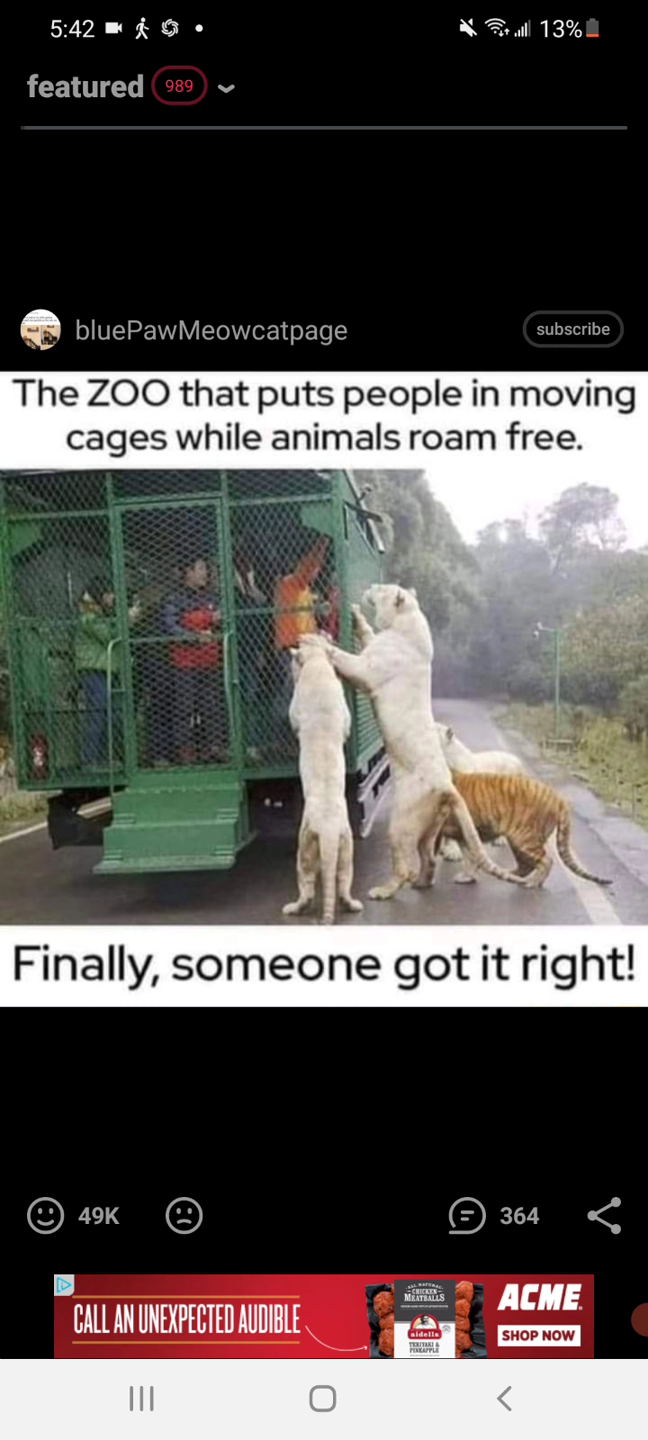 5:42 13%
featured 989
bluePawMeowcatpage subscribe
The ZOO that puts people in moving
cages while animals roam free.
Finally, someone got it right!
49K 364
CALL AN UNEXPECTED AUDIBLE
ALL NATURAL
CHICKEN
MEATBALLS
aidells
TERIYAKI &
PINEAPPLE
ACME
SHOP NOW